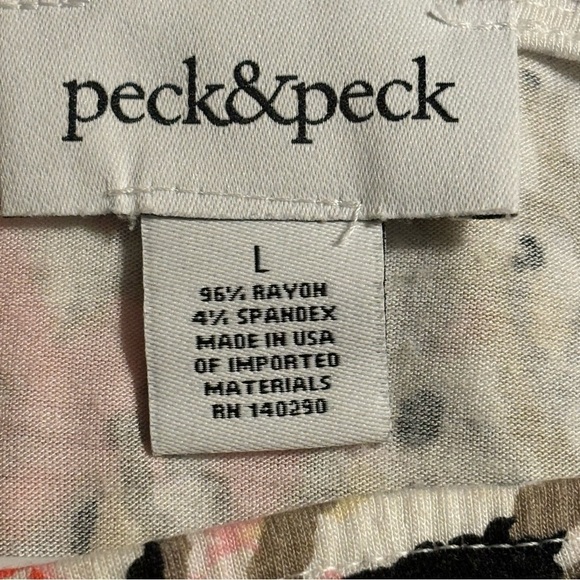 peck&peck
L
96% RAYON
4% SPANDEX
MADE IN USA
OF IMPORTED
MATERIALS
RN 140290